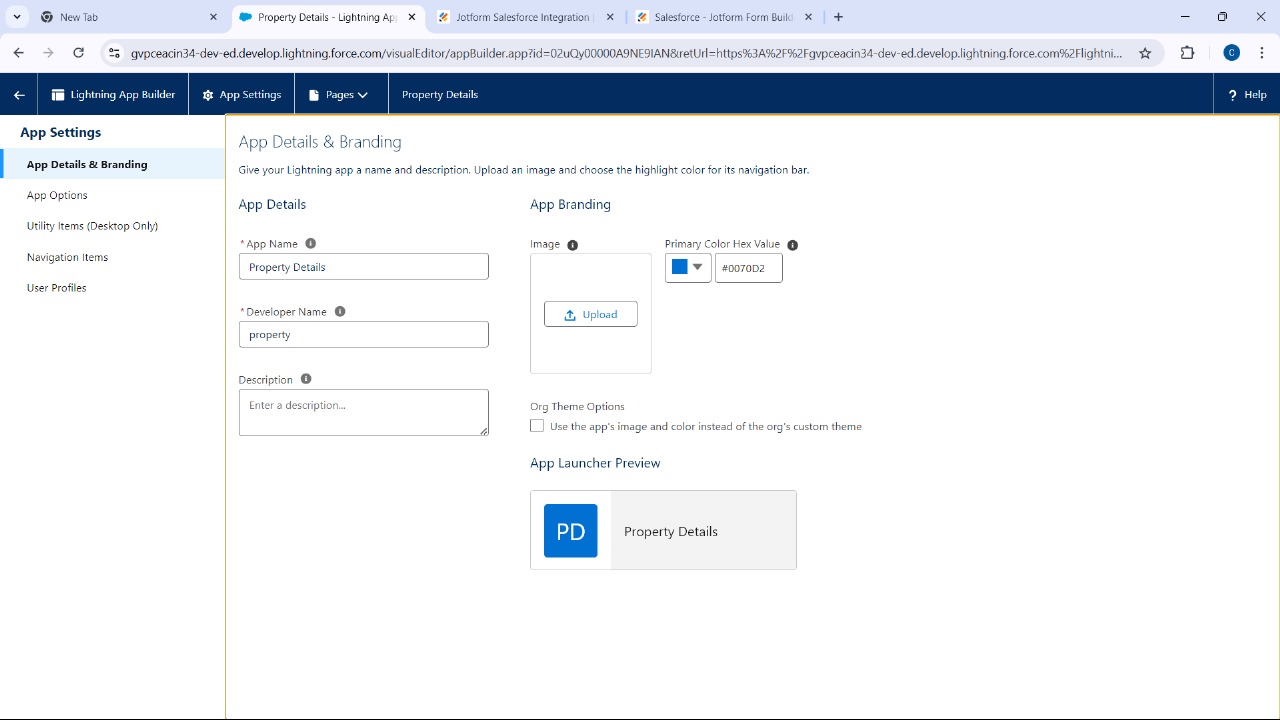 New Tab
Property Details - Lightning Ap
Jotform Salesforce Integration
Salesforce - Jotform Form Build
gvpceacin34-dev-ed.develop.lightning.force.com/visualEditor/appBuilder.app?id=02uQy00000A9NE9IAN&retUrl=https%3A%2F%2Fgvpceacin34-dev-ed.develop.lightning.force.com%2Flightni...
C
Lightning App Builder
App Settings
Pages
Property Details
? Help
App Settings
App Details & Branding
App Options
Utility Items (Desktop Only)
Navigation Items
User Profiles
App Details & Branding
Give your Lightning app a name and description. Upload an image and choose the highlight color for its navigation bar.
App Details
* App Name
Property Details
* Developer Name
property
Description
Enter a description...
App Branding
Image
Upload
Primary Color Hex Value
#0070D2
Org Theme Options
Use the app's image and color instead of the org's custom theme
App Launcher Preview
PD
Property Details